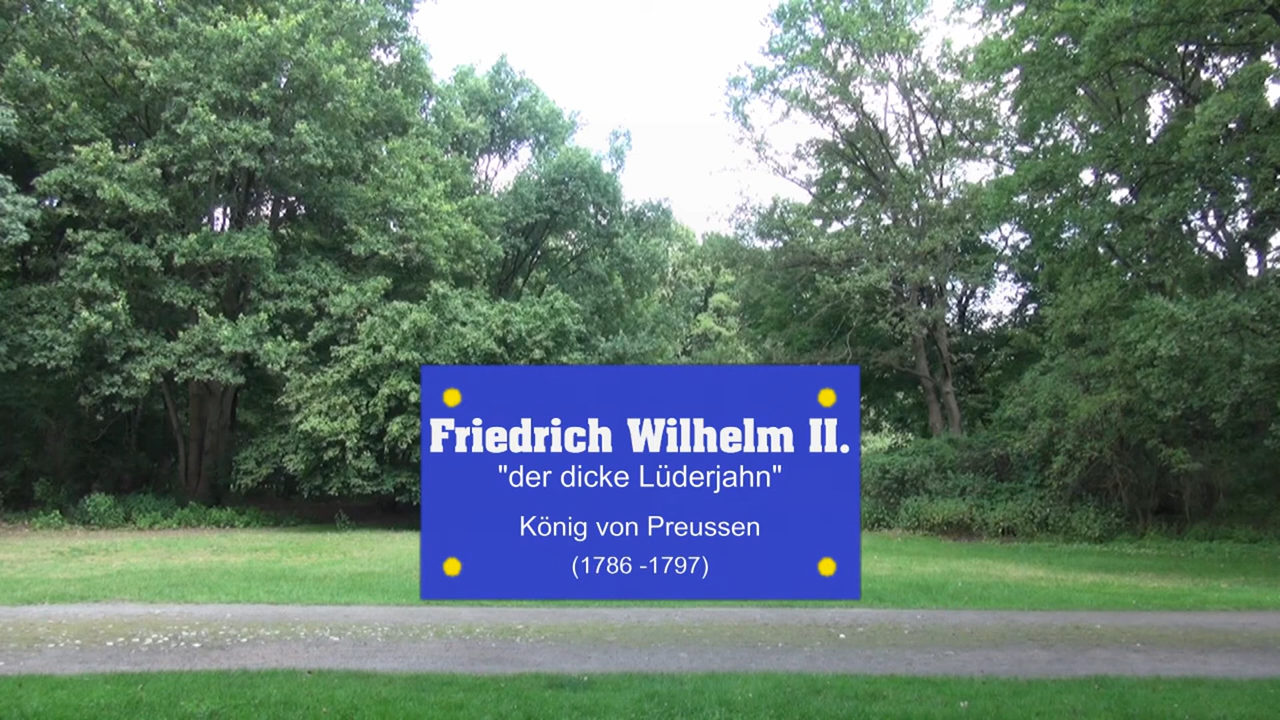 Friedrich Wilhelm II.
"der dicke Lüderjahn"
König von Preussen
(1786 -1797)